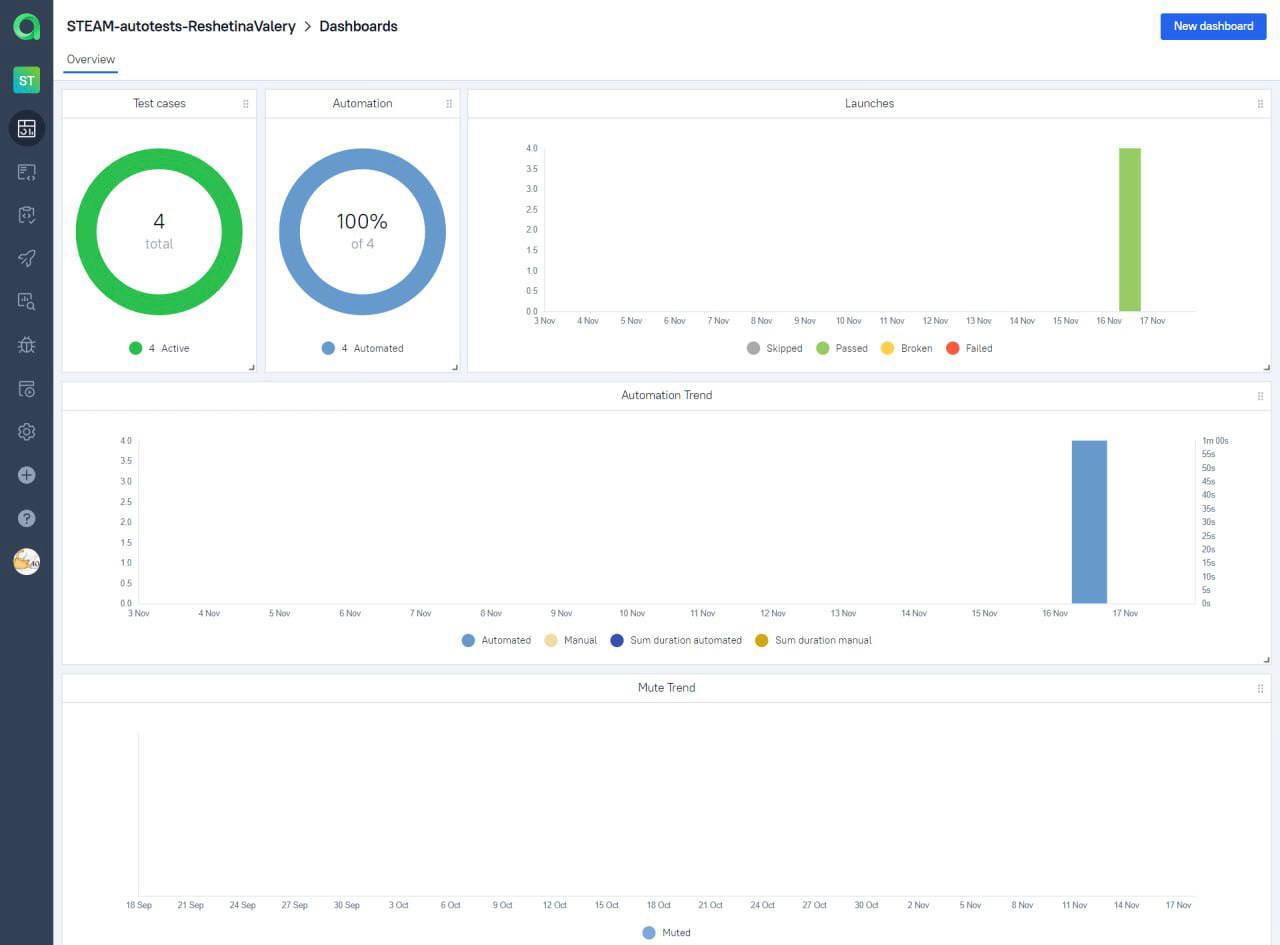 STEAM-autotests-ReshetinaValery > Dashboards
New dashboard
Overview
ST
Test cases
4
total
4 Active
Automation
100%
of 4
4 Automated
Launches
4.0
3.5
3.0
2.5
2.0
1.5
1.0
0.5
0.0
3 Nov 4 Nov 5 Nov 6 Nov 7 Nov 8 Nov 9 Nov 10 Nov 11 Nov 12 Nov 13 Nov 14 Nov 15 Nov 16 Nov 17 Nov
Skipped Passed Broken Failed
Automation Trend
4.0
3.5
3.0
2.5
2.0
1.5
1.0
0.5
0.0
1m 00s
55s
50s
45s
40s
35s
30s
25s
20s
15s
10s
5s
0s
3 Nov 4 Nov 5 Nov 6 Nov 7 Nov 8 Nov 9 Nov 10 Nov 11 Nov 12 Nov 13 Nov 14 Nov 15 Nov 16 Nov 17 Nov
Automated Manual Sum duration automated Sum duration manual
Mute Trend
18 Sep 21 Sep 24 Sep 27 Sep 30 Sep 3 Oct 6 Oct 9 Oct 12 Oct 15 Oct 18 Oct 21 Oct 24 Oct 27 Oct 30 Oct 2 Nov 5 Nov 8 Nov 11 Nov 14 Nov 17 Nov
Muted